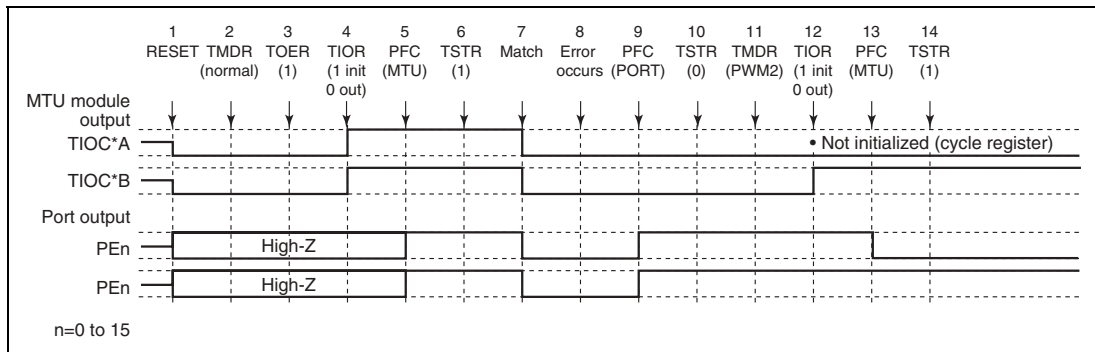 1 2 3 4 5 6 7 8 9 10 11 12 13 14
RESET TMDR TOER TIOR PFC TSTR Match Error PFC TSTR TMDR TIOR PFC TSTR
(normal) (1) (1 init (MTU) (1) occurs (PORT) (0) (PWM2) (1 init (MTU) (1)
0 out) 0 out)
MTU module
output
TIOC*A
• Not initialized (cycle register)
TIOC*B
Port output
PEn
High-Z
PEn
High-Z
n=0 to 15